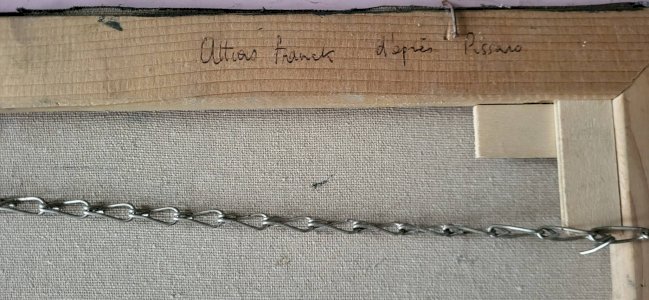 Attias Franck d'après Pissaro